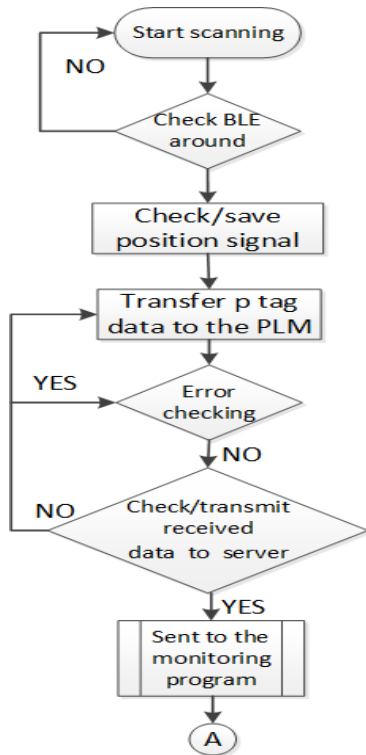 Start scanning
NO
Check BLE
around
Check/save
position signal
Transfer p tag
data to the PLM
YES
Error
checking
NO
NO
Check/transmit
received
data to server
YES
Sent to the
monitoring
program
A